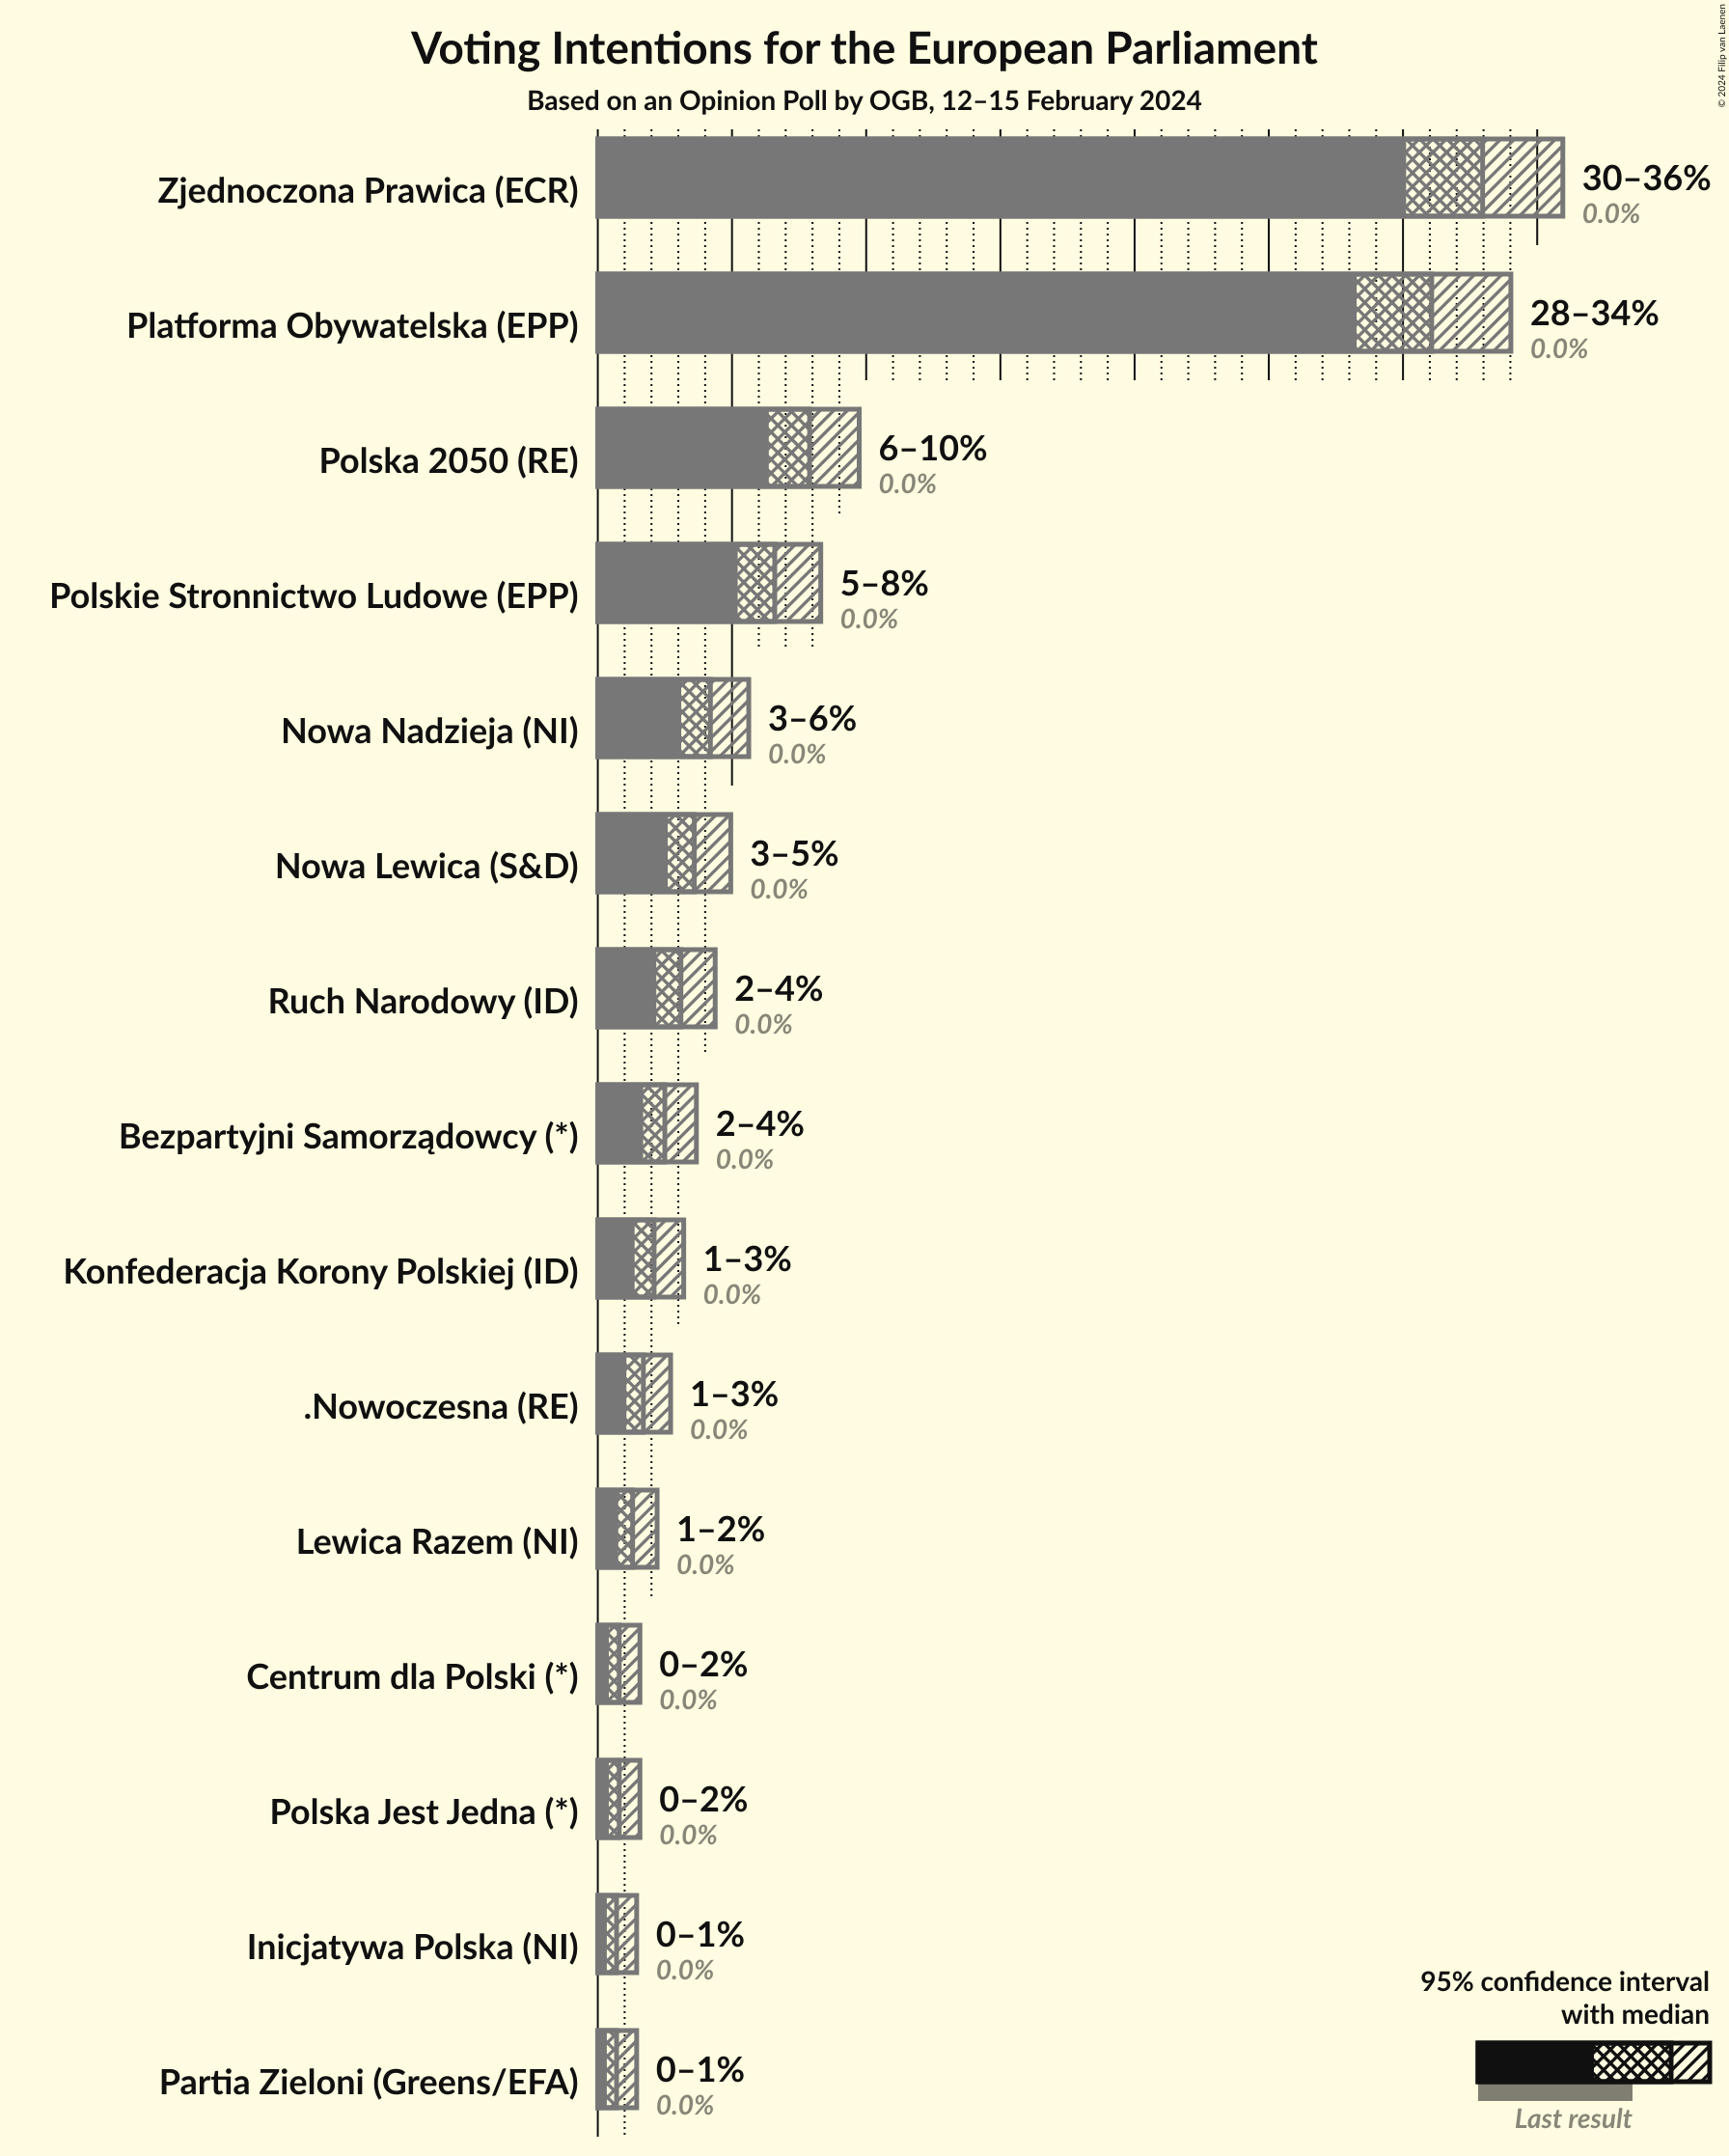 Voting Intentions for the European Parliament
Based on an Opinion Poll by OGB, 12–15 February 2024
© 2024 Filip van Laenen
Zjednoczona Prawica (ECR)
30–36%
0.0%
Platforma Obywatelska (EPP)
28–34%
0.0%
Polska 2050 (RE)
6–10%
0.0%
Polskie Stronnictwo Ludowe (EPP)
5–8%
0.0%
Nowa Nadzieja (NI)
3–6%
0.0%
Nowa Lewica (S&D)
3–5%
0.0%
Ruch Narodowy (ID)
2–4%
0.0%
Bezpartyjni Samorządowcy (*)
2–4%
0.0%
Konfederacja Korony Polskiej (ID)
1–3%
0.0%
.Nowoczesna (RE)
1–3%
0.0%
Lewica Razem (NI)
1–2%
0.0%
Centrum dla Polski (*)
0–2%
0.0%
Polska Jest Jedna (*)
0–2%
0.0%
Inicjatywa Polska (NI)
0–1%
0.0%
Partia Zieloni (Greens/EFA)
0–1%
0.0%
95% confidence interval
with median
Last result